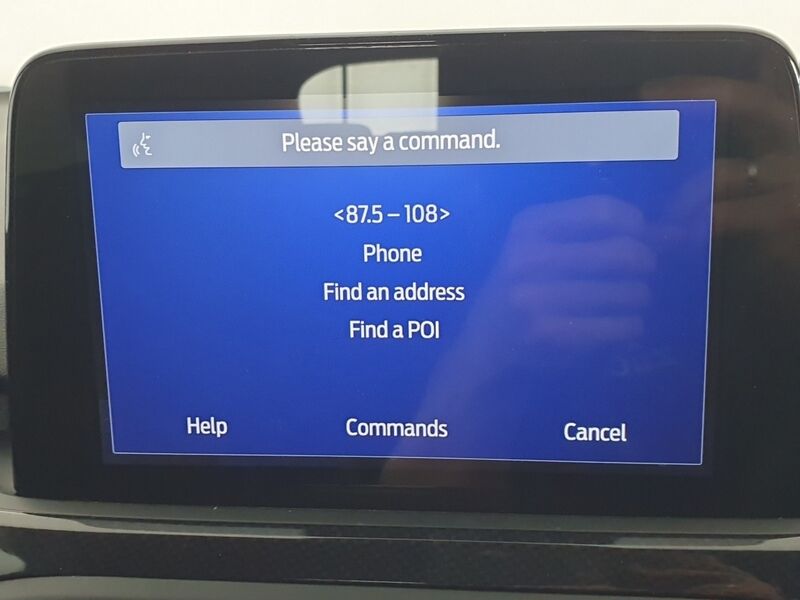 Please say a command.
<87.5 – 108>
Phone
Find an address
Find a POI
Help
Commands
Cancel